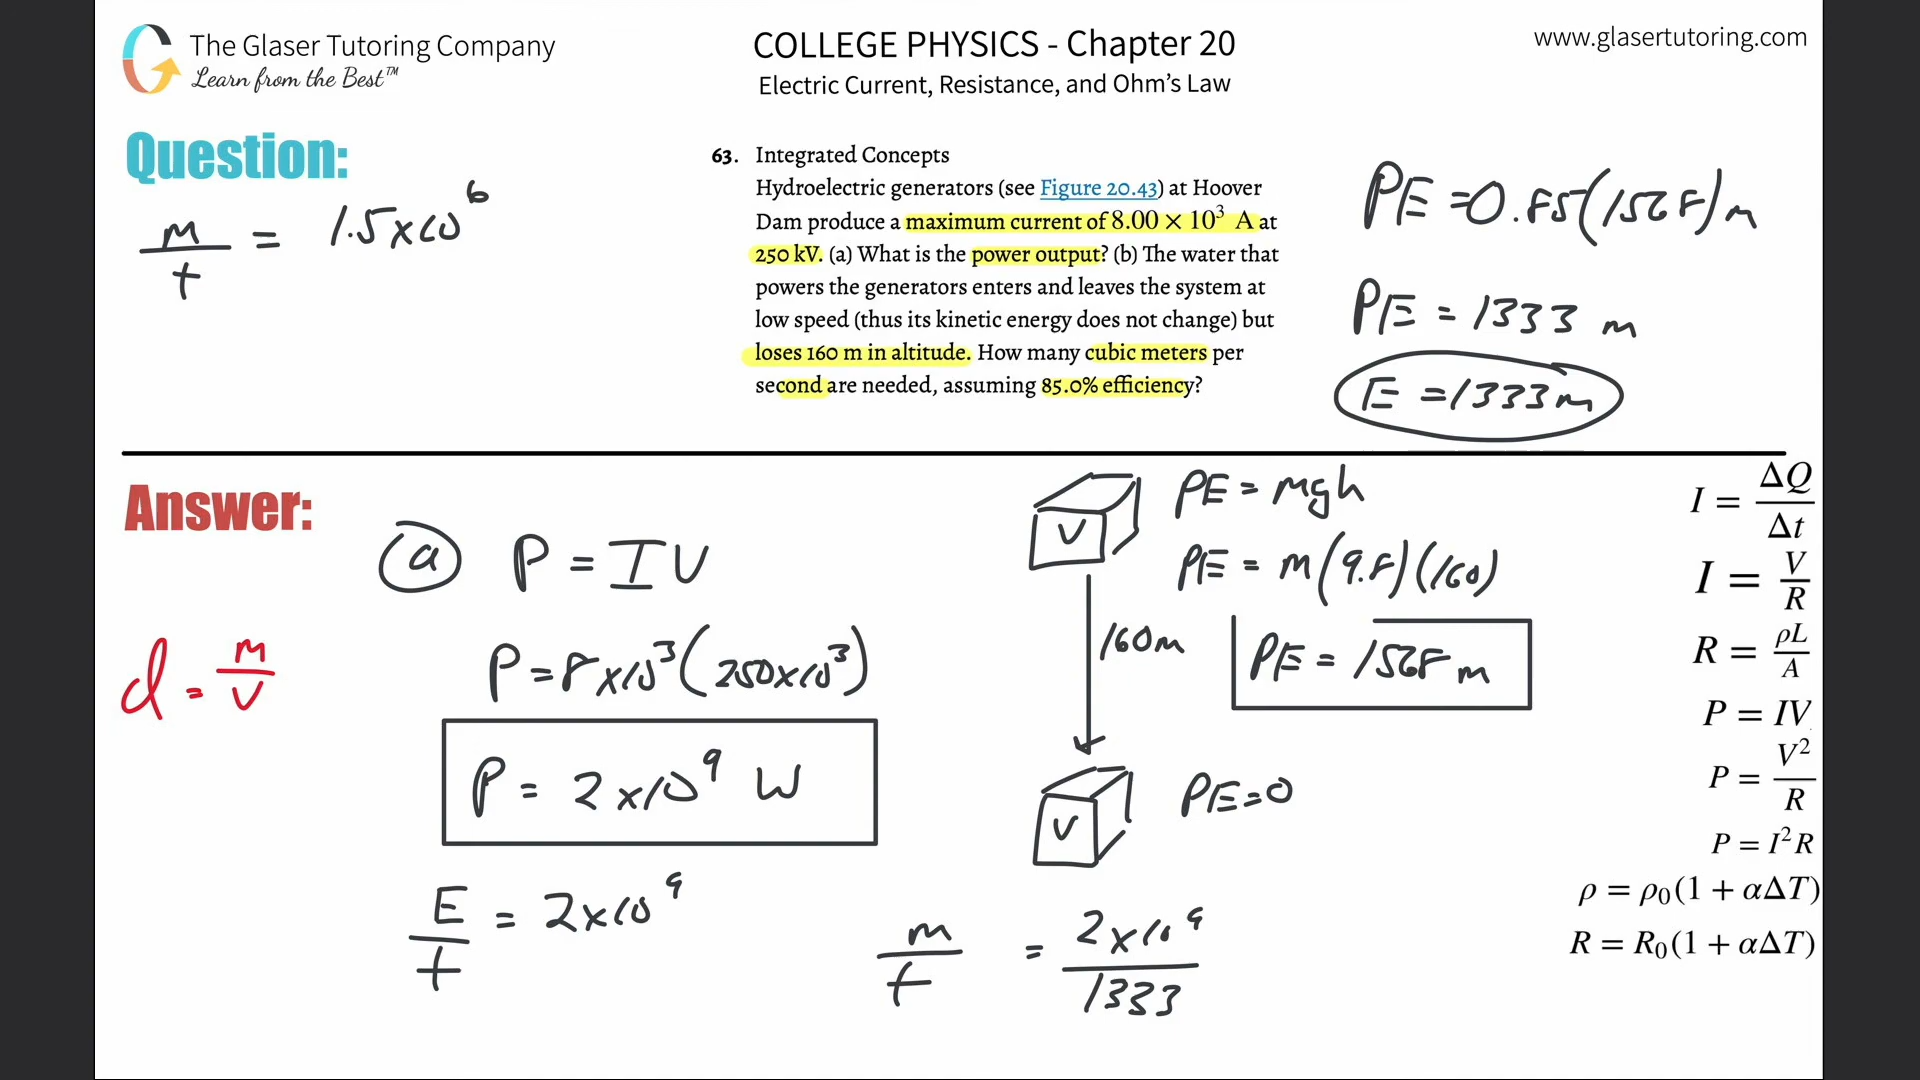 The Glaser Tutoring Company
Learn from the Best™
COLLEGE PHYSICS - Chapter 20
Electric Current, Resistance, and Ohm's Law
www.glasertutoring.com
Question:
m/t = 1.5x10^6
63. Integrated Concepts
Hydroelectric generators (see Figure 20.43) at Hoover
Dam produce a maximum current of 8.00 × 10^3 A at
250 kV. (a) What is the power output? (b) The water that
powers the generators enters and leaves the system at
low speed (thus its kinetic energy does not change) but
loses 160 m in altitude. How many cubic meters per
second are needed, assuming 85.0% efficiency?
PE = 0.85(1568)m
PE = 1333 m
E = 1333 m
Answer:
(a) P = IV
P = 8x10^3(250x10^3)
P = 2x10^9 W
E/t = 2x10^9
d = m/V
V
160m
V
PE = mgh
PE = m(9.8)(160)
PE = 1568 m
PE = 0
m/t = 2x10^9/1333
I = ΔQ/Δt
I = V/R
R = ρL/A
P = IV
P = V^2/R
P = I^2R
ρ = ρ0(1 + αΔT)
R = R0(1 + αΔT)